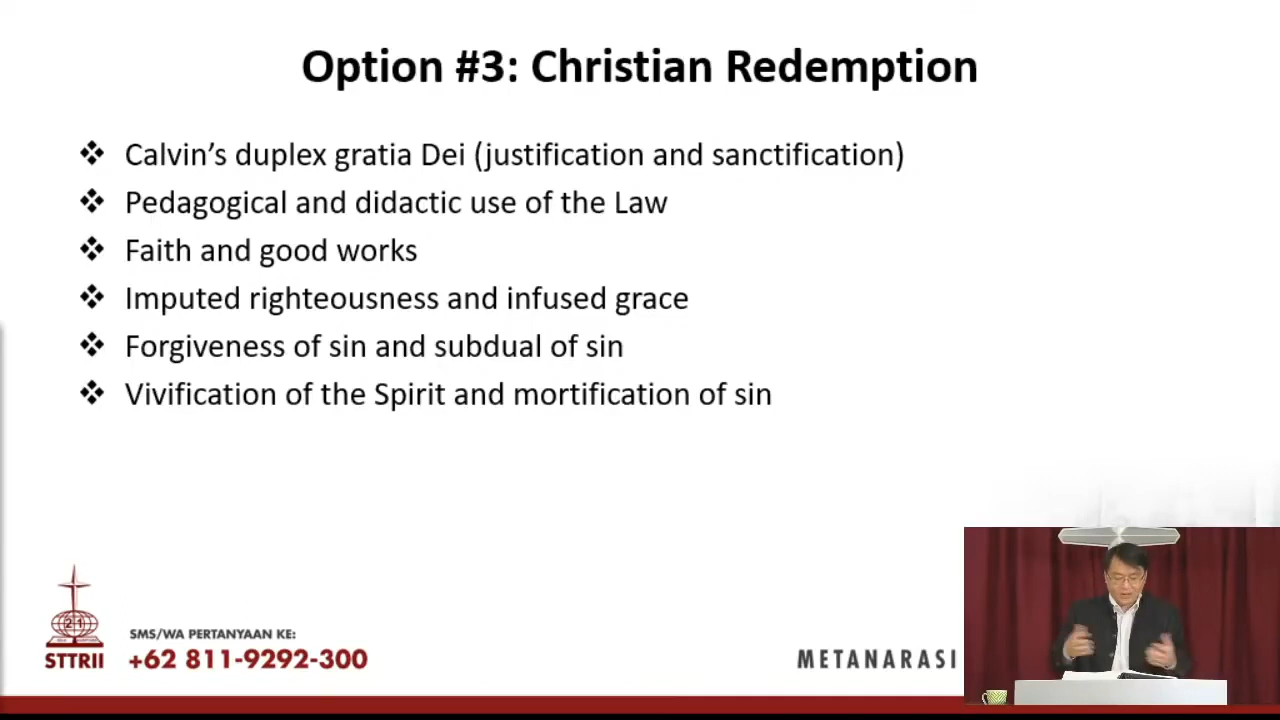 Option #3: Christian Redemption
❖ Calvin's duplex gratia Dei (justification and sanctification)
❖ Pedagogical and didactic use of the Law
❖ Faith and good works
❖ Imputed righteousness and infused grace
❖ Forgiveness of sin and subdual of sin
❖ Vivification of the Spirit and mortification of sin
21
STTRII
SMS/WA PERTANYAAN KE:
+62 811-9292-300
METANARASI